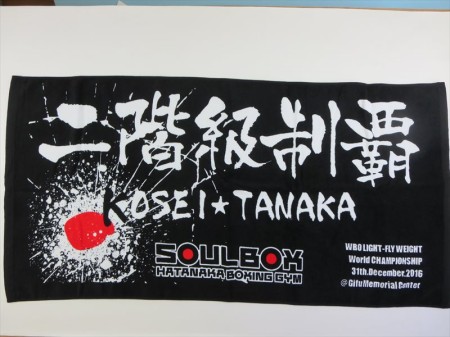 二階級制覇
KOSEI★TANAKA
SOULBOX
HATANAKA BOXING GYM
WBO LIGHT-FLY WEIGHT
World CHAMPIONSHIP
31th.December.2016
@GifuMemorial Center